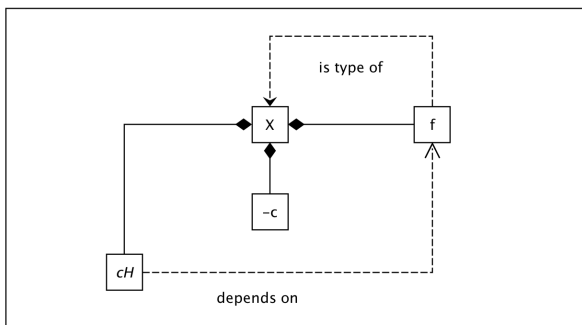 is type of
X
f
–c
cH
depends on